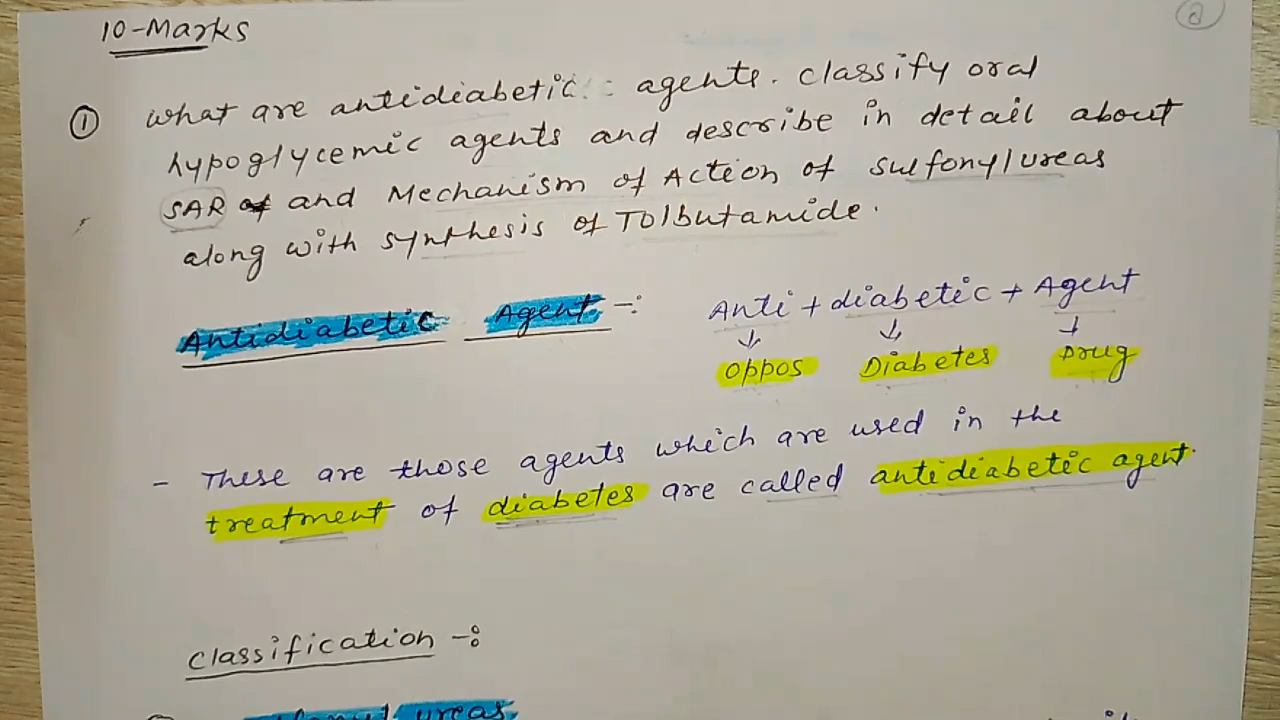 10-Marks
① what are antidiabetic agents. classify oral
hypoglycemic agents and describe in detail about
SAR and Mechanism of Action of sulfonylureas
along with synthesis of Tolbutamide.
Antidiabetic Agent -: Anti + diabetic + Agent
Oppos Diabetes Drug
- These are those agents which are used in the
treatment of diabetes are called antidiabetic agent.
classification -:
ureas